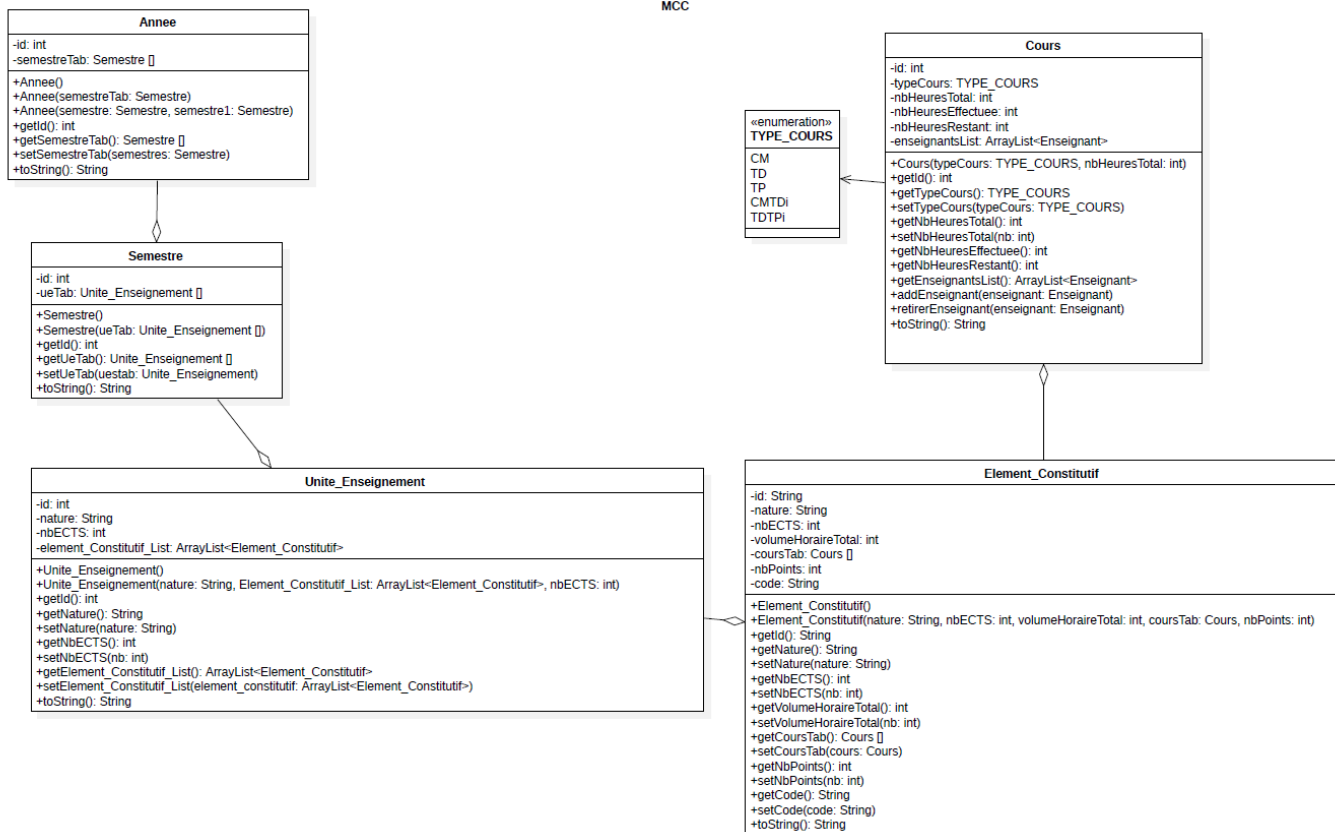 MCC
Annee
-id: int
-semestreTab: Semestre []
+Annee()
+Annee(semestreTab: Semestre)
+Annee(semestre: Semestre, semestre1: Semestre)
+getId(): int
+getSemestreTab(): Semestre []
+setSemestreTab(semestres: Semestre)
+toString(): String
Semestre
-id: int
-ueTab: Unite_Enseignement []
+Semestre()
+Semestre(ueTab: Unite_Enseignement [])
+getId(): int
+getUeTab(): Unite_Enseignement []
+setUeTab(uestab: Unite_Enseignement)
+toString(): String
Unite_Enseignement
-id: int
-nature: String
-nbECTS: int
-element_Constitutif_List: ArrayList<Element_Constitutif>
+Unite_Enseignement()
+Unite_Enseignement(nature: String, Element_Constitutif_List: ArrayList<Element_Constitutif>, nbECTS: int)
+getId(): int
+getNature(): String
+setNature(nature: String)
+getNbECTS(): int
+setNbECTS(nb: int)
+getElement_Constitutif_List(): ArrayList<Element_Constitutif>
+setElement_Constitutif_List(element_constitutif: ArrayList<Element_Constitutif>)
+toString(): String
«enumeration»
TYPE_COURS
CM
TD
TP
CMTDi
TDTPi
Cours
-id: int
-typeCours: TYPE_COURS
-nbHeuresTotal: int
-nbHeuresEffectuee: int
-nbHeuresRestant: int
-enseignantsList: ArrayList<Enseignant>
+Cours(typeCours: TYPE_COURS, nbHeuresTotal: int)
+getId(): int
+getTypeCours(): TYPE_COURS
+setTypeCours(typeCours: TYPE_COURS)
+getNbHeuresTotal(): int
+setNbHeuresTotal(nb: int)
+getNbHeuresEffectuee(): int
+getNbHeuresRestant(): int
+getEnseignantsList(): ArrayList<Enseignant>
+addEnseignant(enseignant: Enseignant)
+retirerEnseignant(enseignant: Enseignant)
+toString(): String
Element_Constitutif
-id: String
-nature: String
-nbECTS: int
-volumeHoraireTotal: int
-coursTab: Cours []
-nbPoints: int
-code: String
+Element_Constitutif()
+Element_Constitutif(nature: String, nbECTS: int, volumeHoraireTotal: int, coursTab: Cours, nbPoints: int)
+getId(): String
+getNature(): String
+setNature(nature: String)
+getNbECTS(): int
+setNbECTS(nb: int)
+getVolumeHoraireTotal(): int
+setVolumeHoraireTotal(nb: int)
+getCoursTab(): Cours []
+setCoursTab(cours: Cours)
+getNbPoints(): int
+setNbPoints(nb: int)
+getCode(): String
+setCode(code: String)
+toString(): String